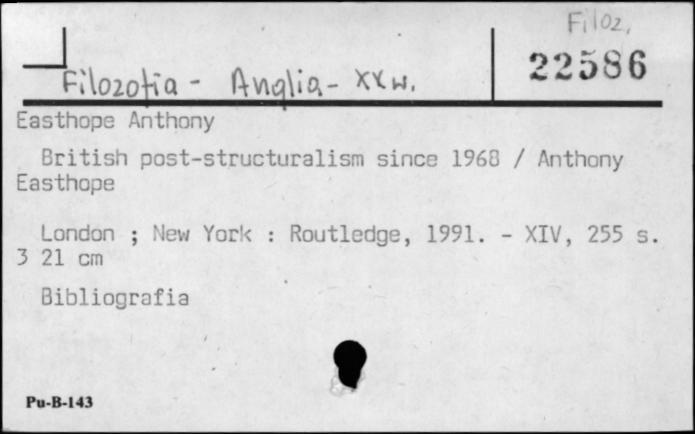 Filoz.
22586
Filozofia - Anglia - XX w.
Easthope Anthony
British post-structuralism since 1968 / Anthony
Easthope
London ; New York : Routledge, 1991. - XIV, 255 s.
3 21 cm
Bibliografia
Pu-B-143